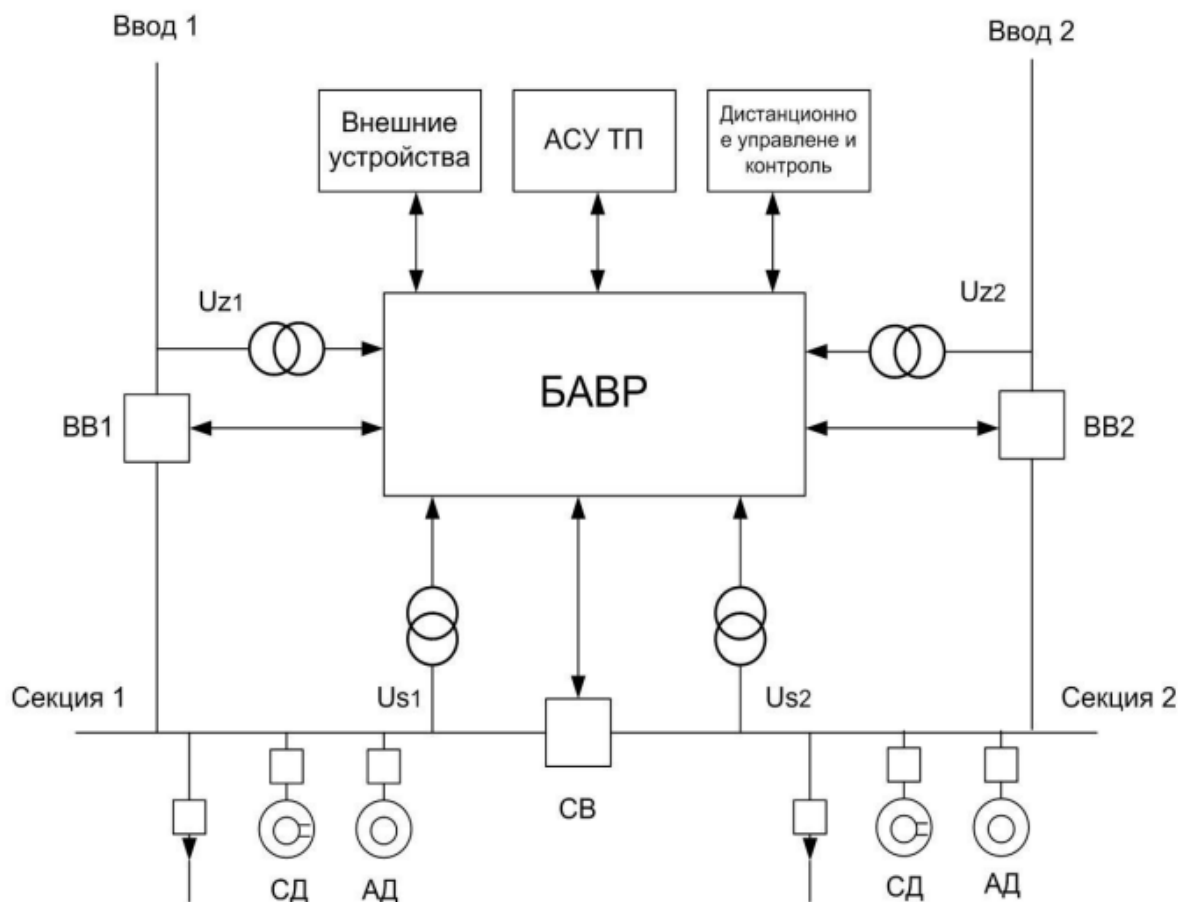 Ввод 1
Ввод 2
Внешние
устройства
АСУ ТП
Дистанционно
е управлене и
контроль
Uz1
Uz2
БАВР
ВВ1
ВВ2
Секция 1
Us1
Us2
Секция 2
СВ
СД
АД
СД
АД